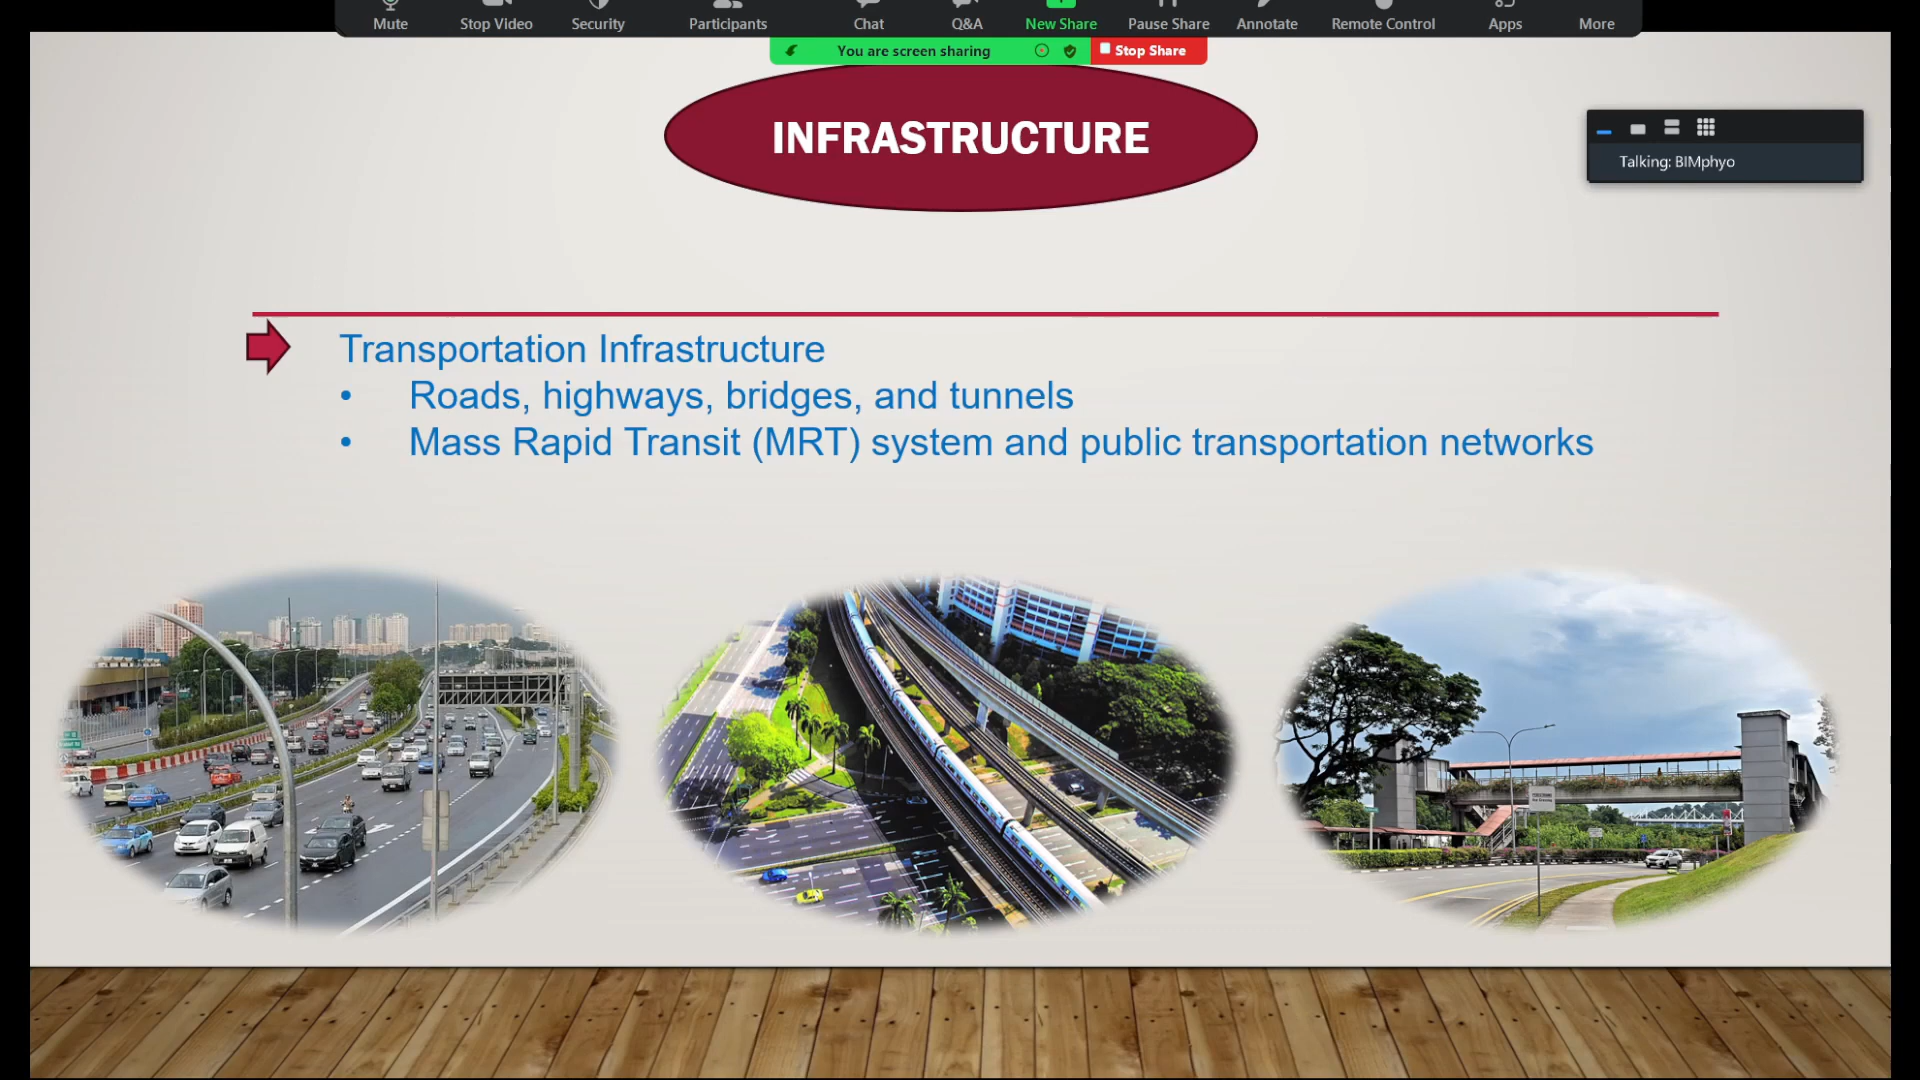 Mute
Stop Video
Security
Participants
Chat
Q&A
New Share
Pause Share
Annotate
Remote Control
Apps
More
You are screen sharing
Stop Share
INFRASTRUCTURE
Talking: BIMphyo
Transportation Infrastructure
• Roads, highways, bridges, and tunnels
• Mass Rapid Transit (MRT) system and public transportation networks